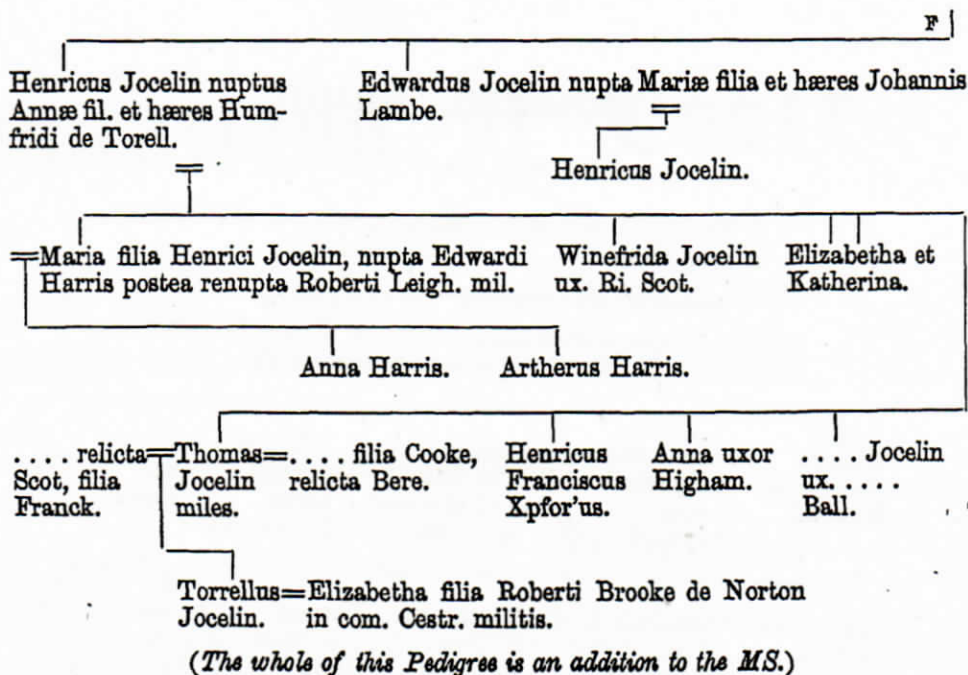 F
Henricus Jocelin nuptus
Annæ fil. et hæres Hum-
fridi de Torell.
Edwardus Jocelin nupta Mariæ filia et hæres Johannis
Lambe.
Henricus Jocelin.
Maria filia Henrici Jocelin, nupta Edwardi
Harris postea renupta Roberti Leigh. mil.
Winefrida Jocelin
ux. Ri. Scot.
Elizabetha et
Katherina.
Anna Harris.
Artherus Harris.
. . . . relicta
Scot, filia
Franck.
Thomas
Jocelin
miles.
. . . . filia Cooke,
relicta Bere.
Henricus
Franciscus
Xpfor'us.
Anna uxor
Higham.
. . . . Jocelin
ux. . . . .
Ball.
Torrellus
Jocelin.
Elizabetha filia Roberti Brooke de Norton
in com. Cestr. militis.
(The whole of this Pedigree is an addition to the MS.)